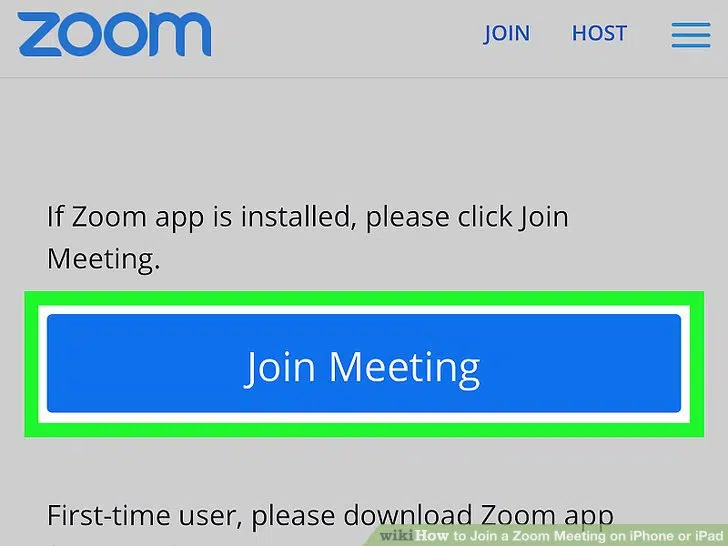 zoom JOIN HOST
If Zoom app is installed, please click Join
Meeting.
Join Meeting
First-time user, please download Zoom app
wikiHow to Join a Zoom Meeting on iPhone or iPad